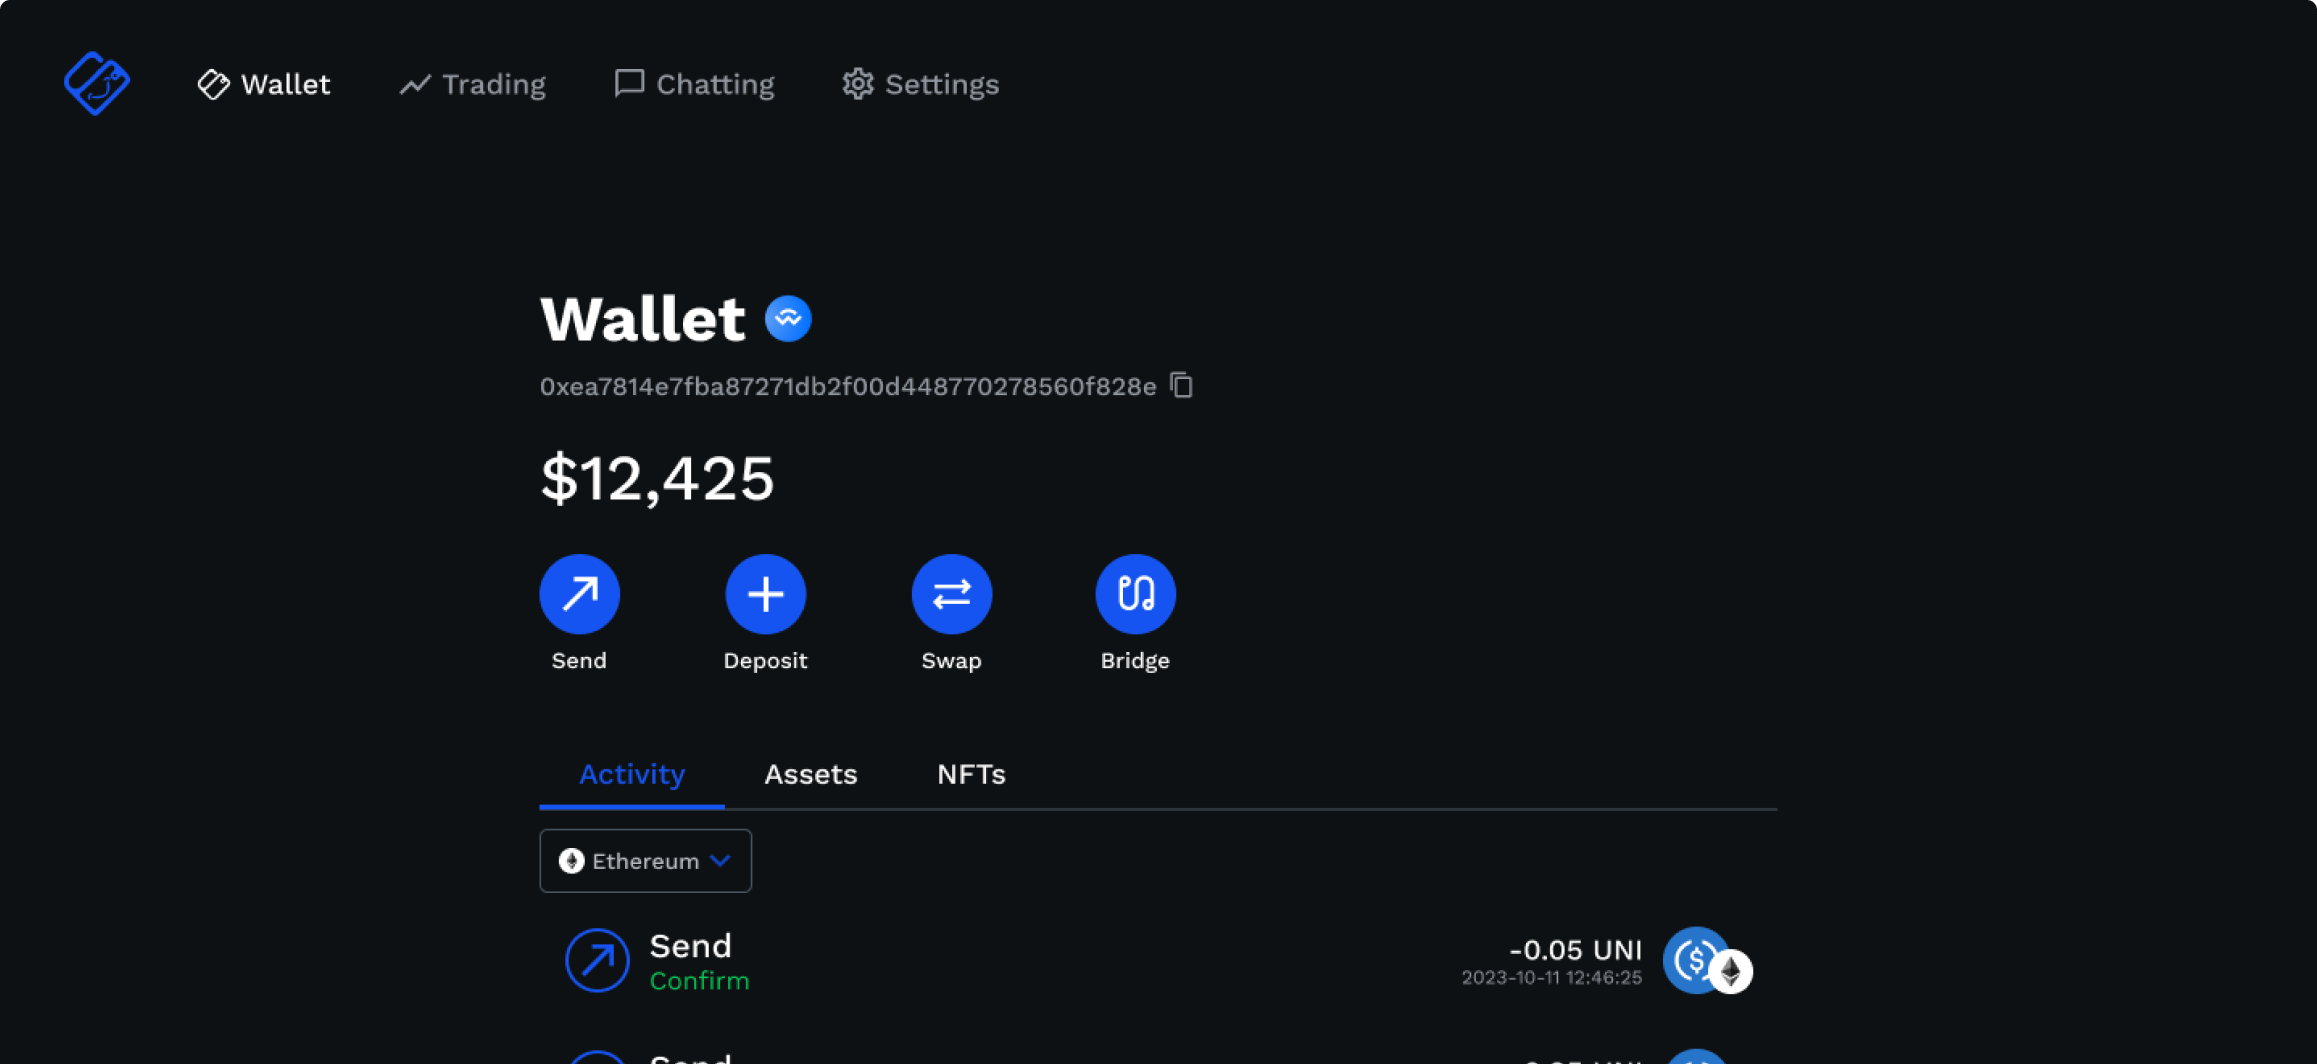 Wallet Trading Chatting Settings
Wallet
0xea7814e7fba87271db2f00d448770278560f828e
$12,425
Send Deposit Swap Bridge
Activity Assets NFTs
Ethereum
Send -0.05 UNI
Confirm 2023-10-11 12:46:25